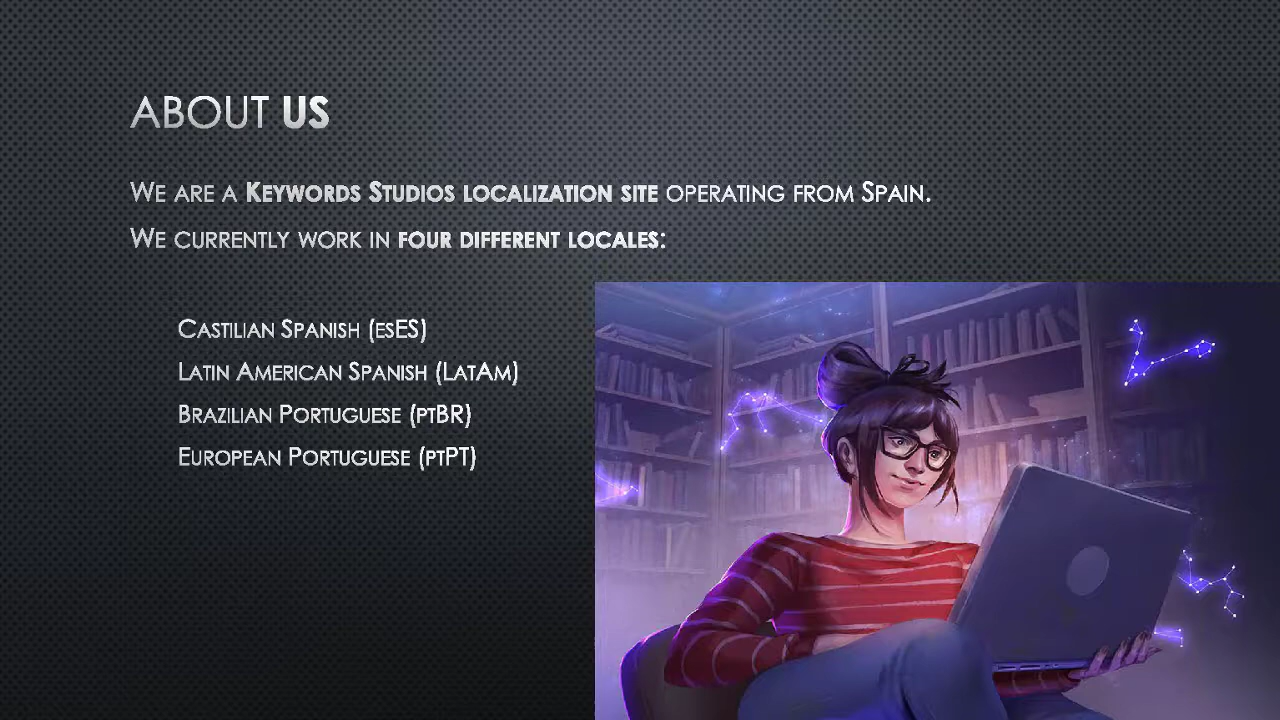 ABOUT US
WE ARE A KEYWORDS STUDIOS LOCALIZATION SITE OPERATING FROM SPAIN.
WE CURRENTLY WORK IN FOUR DIFFERENT LOCALES:
CASTILIAN SPANISH (ESES)
LATIN AMERICAN SPANISH (LATAM)
BRAZILIAN PORTUGUESE (PTBR)
EUROPEAN PORTUGUESE (PTPT)